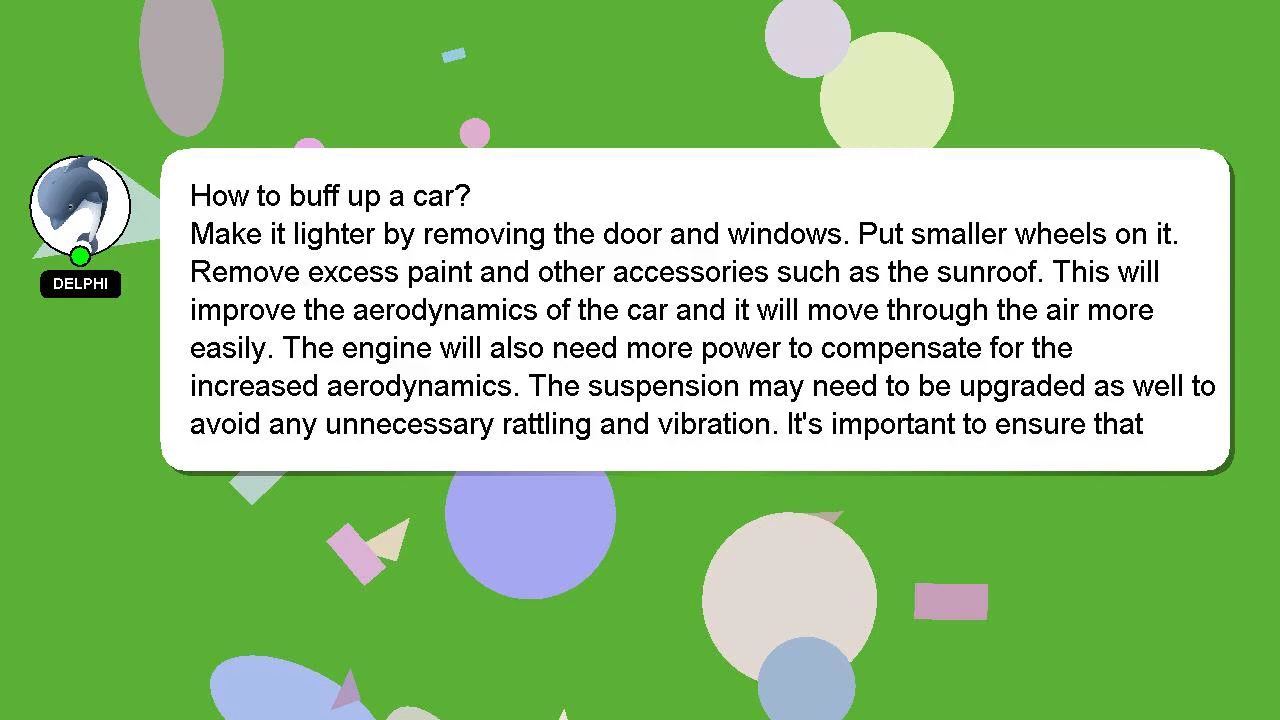 How to buff up a car?
Make it lighter by removing the door and windows. Put smaller wheels on it.
Remove excess paint and other accessories such as the sunroof. This will
improve the aerodynamics of the car and it will move through the air more
easily. The engine will also need more power to compensate for the
increased aerodynamics. The suspension may need to be upgraded as well to
avoid any unnecessary rattling and vibration. It's important to ensure that
DELPHI